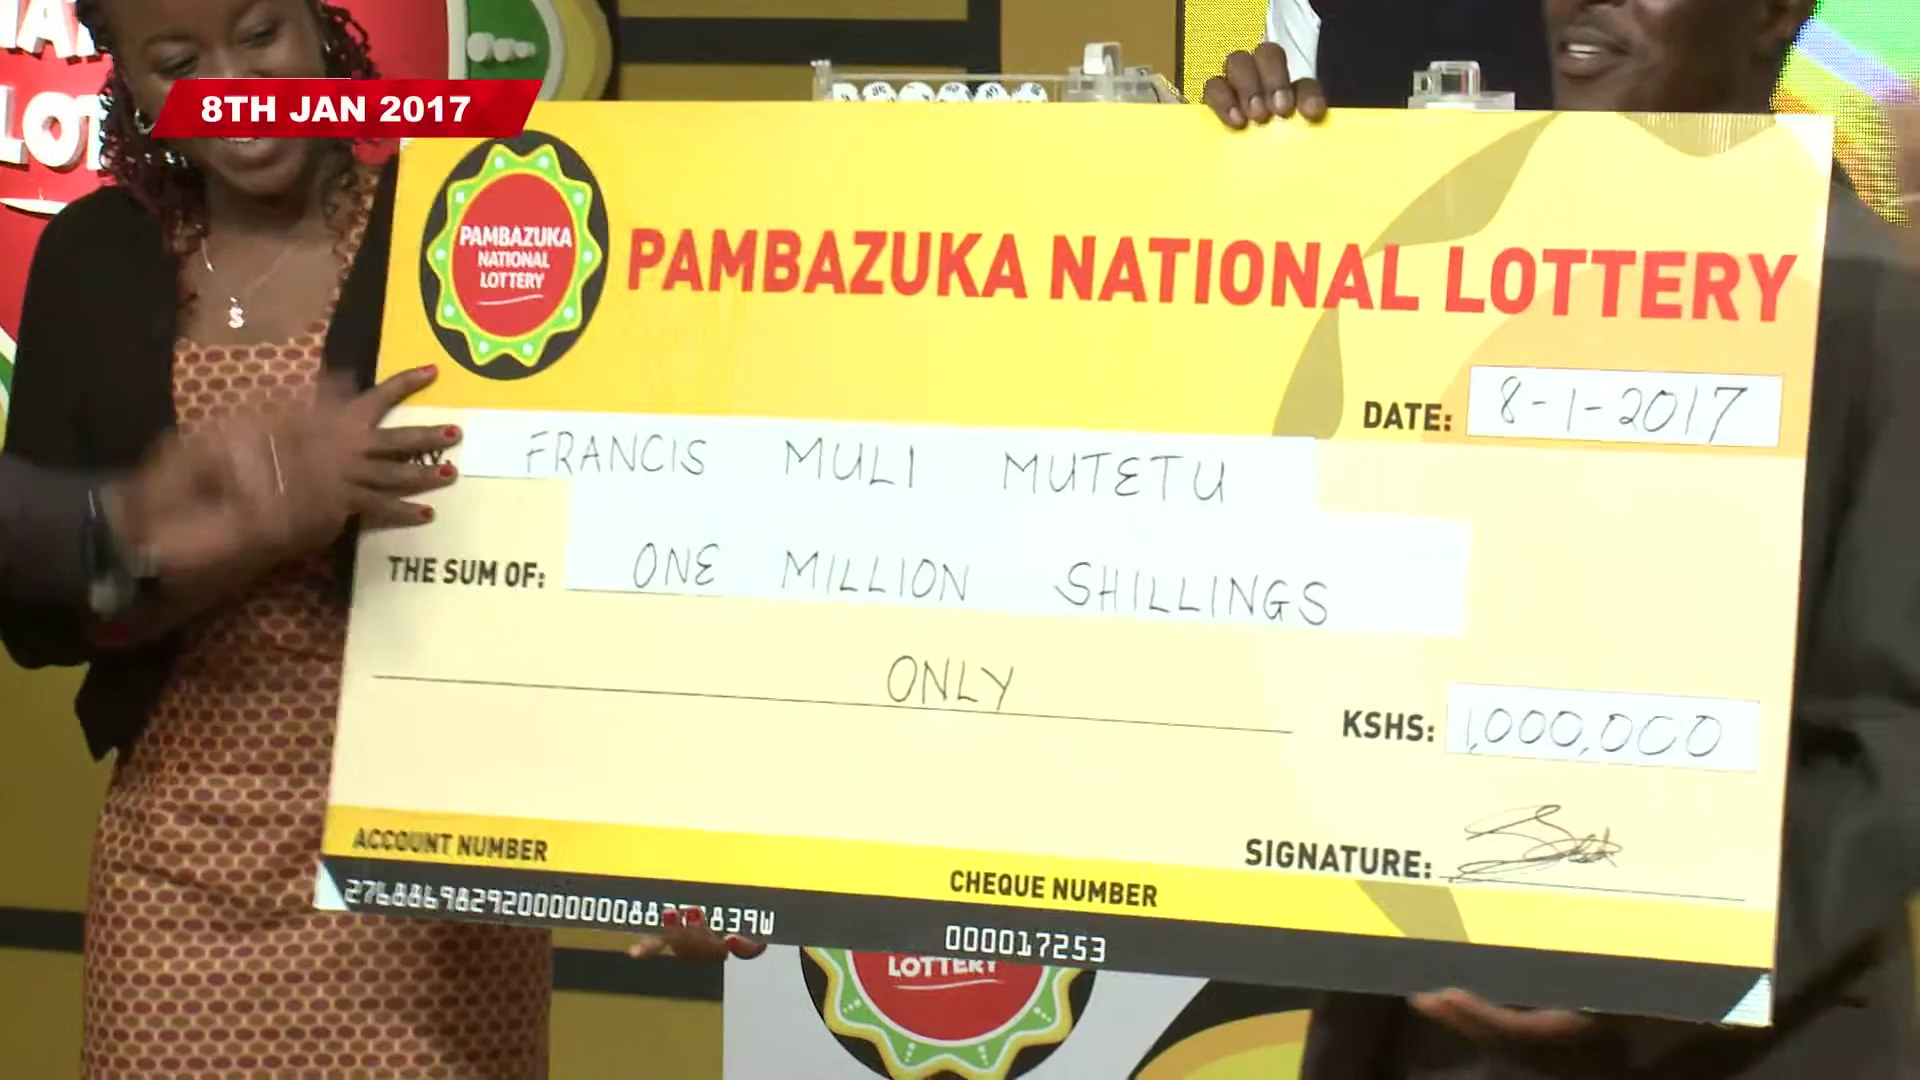 8TH JAN 2017
LOT
PAMBAZUKA
NATIONAL
LOTTERY
PAMBAZUKA NATIONAL LOTTERY
DATE: 8-1-2017
FRANCIS MULI MUTETU
THE SUM OF: ONE MILLION SHILLINGS
ONLY
KSHS: 1,000,000
SIGNATURE:
ACCOUNT NUMBER
CHEQUE NUMBER
000017253
LOTTERY